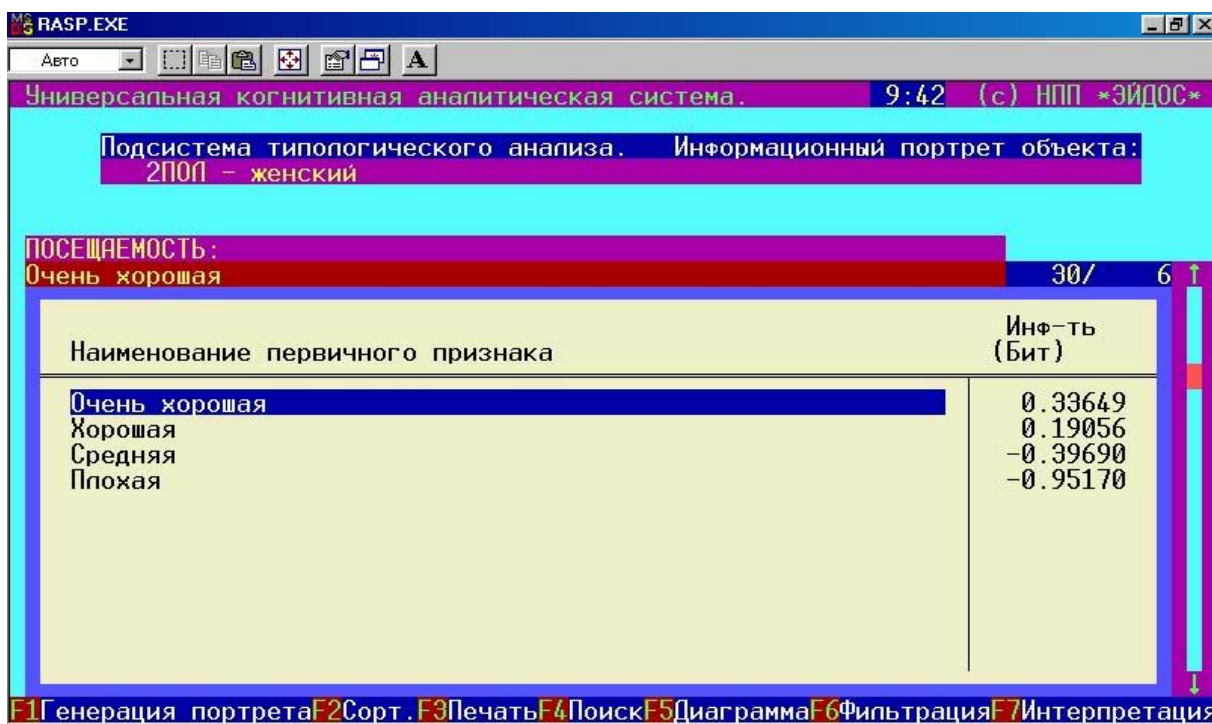 RASP.EXE
Авто A
Универсальная когнитивная аналитическая система. 9:42 (c) НПП *ЭЙДОС*
Подсистема типологического анализа. Информационный портрет объекта:
2ПОЛ - женский
ПОСЕЩАЕМОСТЬ:
Очень хорошая 30/ 6
Наименование первичного признака Инф-ть (Бит)
Очень хорошая 0.33649
Хорошая 0.19056
Средняя -0.39690
Плохая -0.95170
F1Генерация портретаF2Сорт.F3ПечатьF4ПоискF5ДиаграммаF6ФильтрацияF7Интерпретация